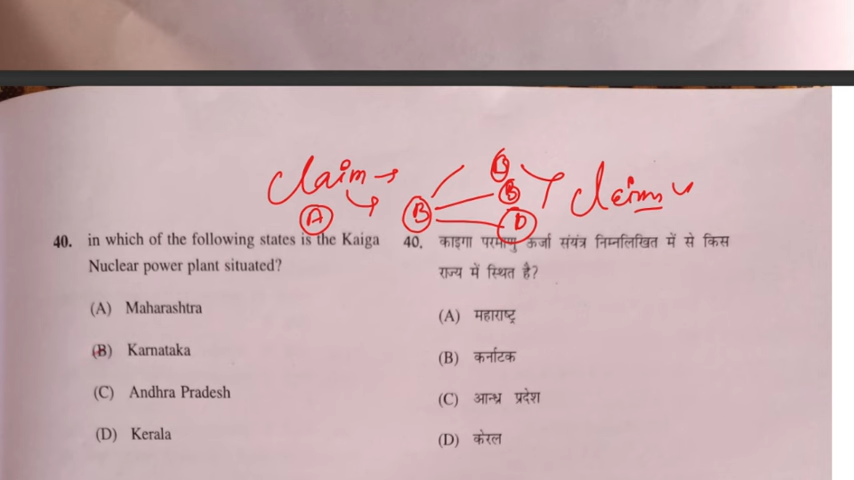 Claim
A
B
B
D
Claim
40. in which of the following states is the Kaiga
Nuclear power plant situated?
(A) Maharashtra
(B) Karnataka
(C) Andhra Pradesh
(D) Kerala
40. काइगा परमाणु ऊर्जा संयंत्र निम्नलिखित में से किस
राज्य में स्थित है?
(A) महाराष्ट्र
(B) कर्नाटक
(C) आन्ध्र प्रदेश
(D) केरल